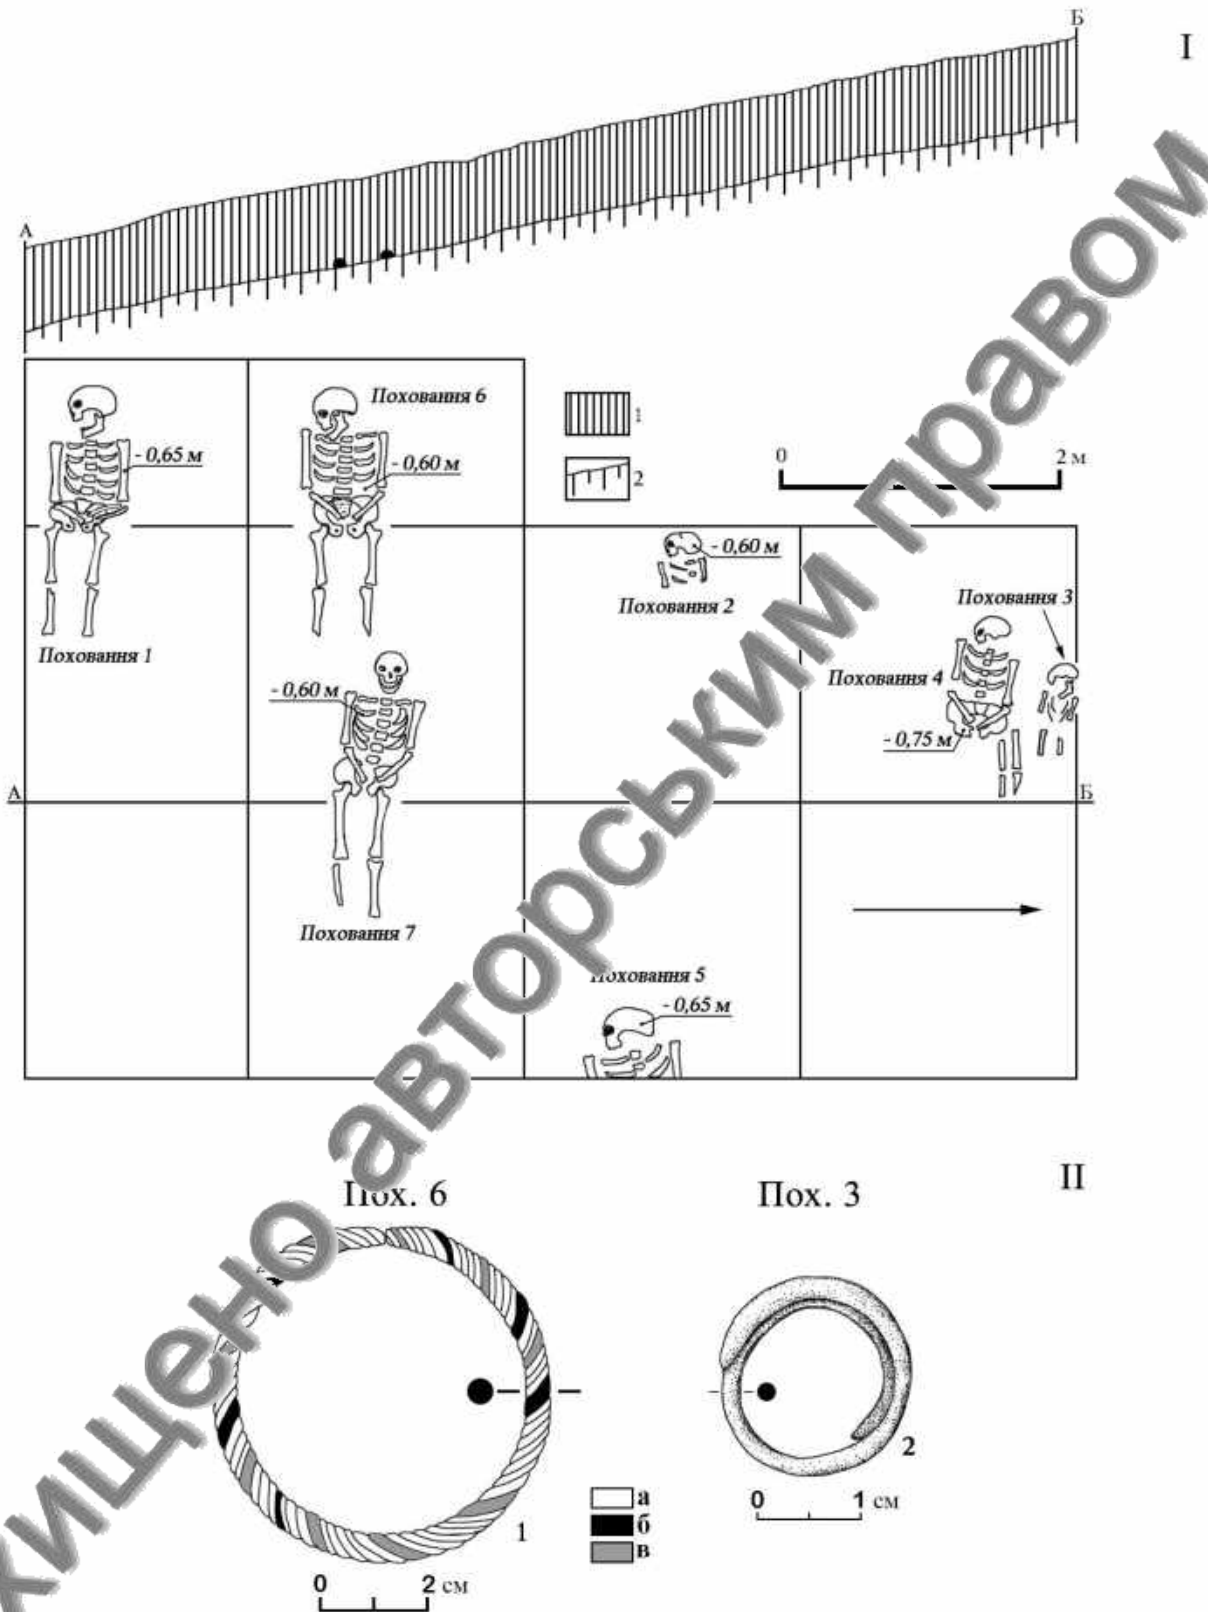 Б
I
А
Поховання 6
- 0,65 м
- 0,60 м
1
2
0 2 м
- 0,60 м
Поховання 2
Поховання 3
Поховання 1
- 0,60 м
Поховання 4
- 0,75 м
А
Б
Поховання 7
Поховання 5
- 0,65 м
II
Пох. 6
Пох. 3
1
2
а
б
в
0 1 см
0 2 см
хищено авторським правом